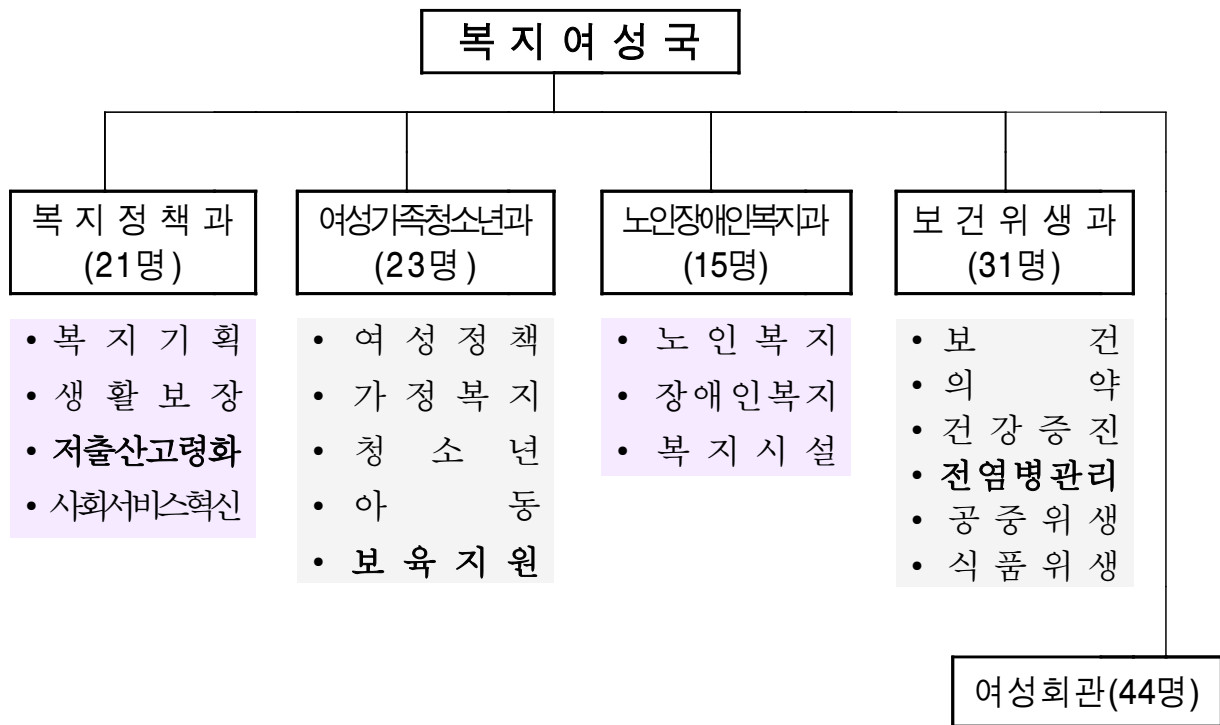 복지여성국
복지정책과
(21명)
• 복지기획
• 생활보장
• 저출산고령화
• 사회서비스혁신
여성가족청소년과
(23명)
• 여성정책
• 가정복지
• 청소년
• 아동
• 보육지원
노인장애인복지과
(15명)
• 노인복지
• 장애인복지
• 복지시설
보건위생과
(31명)
• 보건
• 의약
• 건강증진
• 전염병관리
• 공중위생
• 식품위생
여성회관(44명)